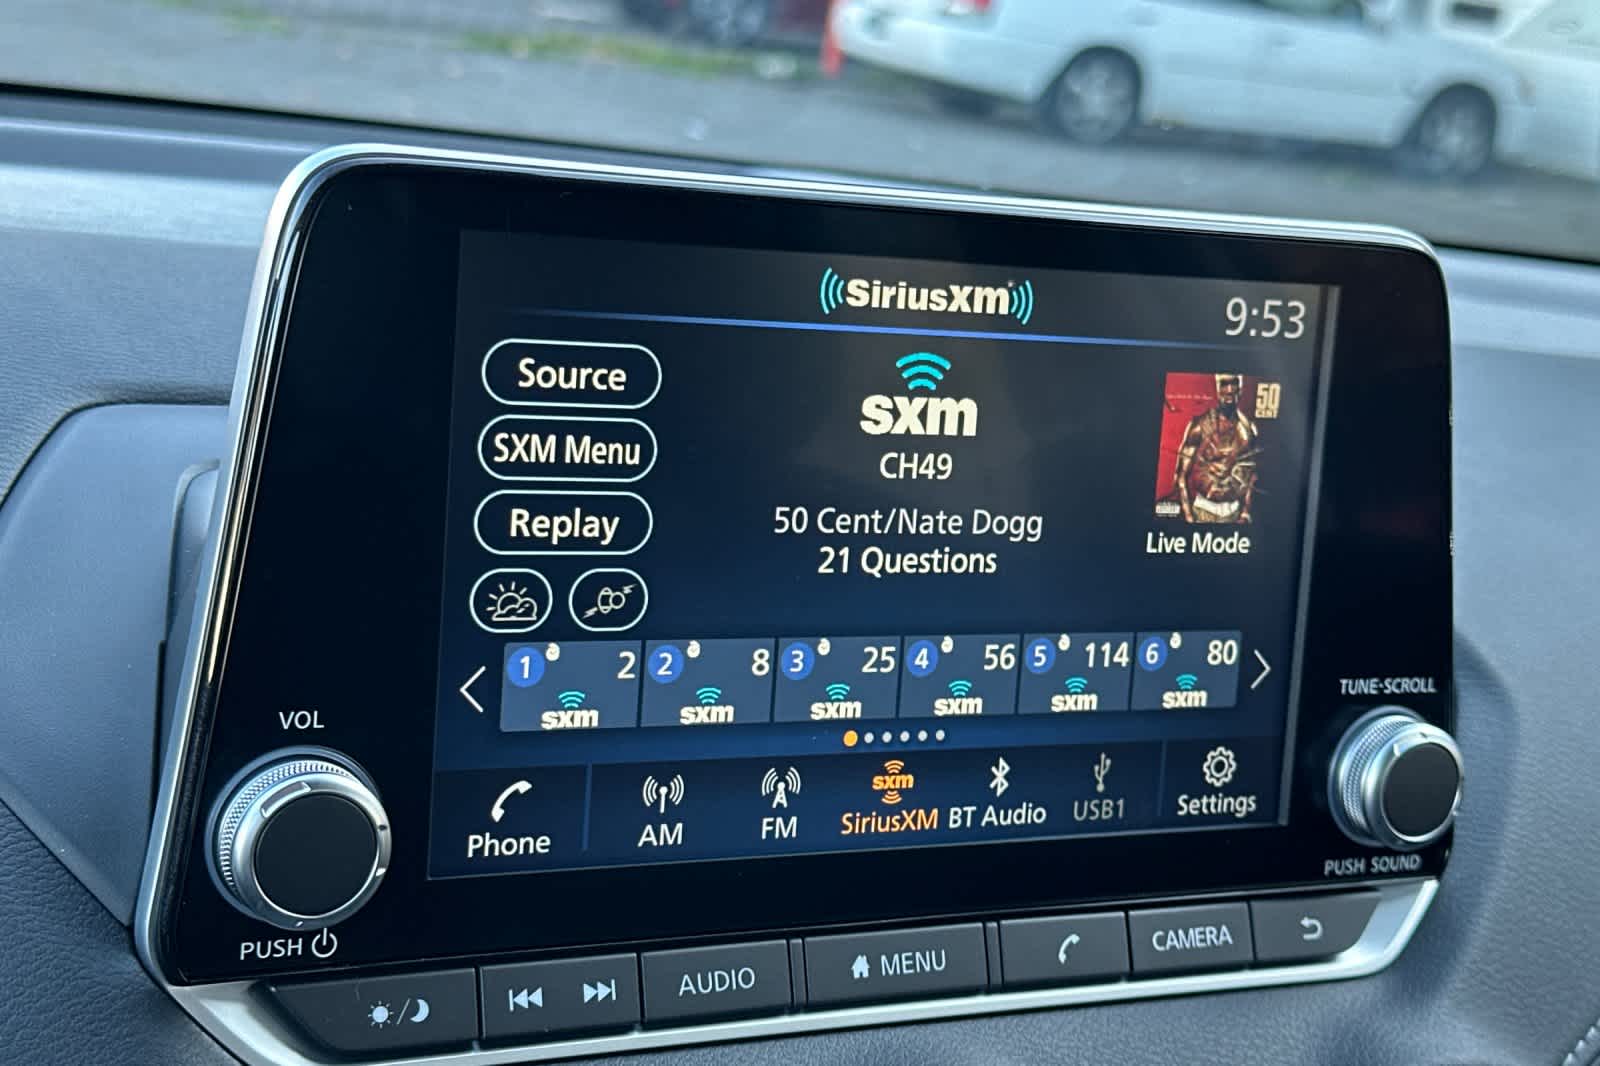 SiriusXM
9:53
Source
SXM Menu
Replay
sxm
CH49
50 Cent/Nate Dogg
21 Questions
50
CENT
Live Mode
1 2
sxm
2 8
sxm
3 25
sxm
4 56
sxm
5 114
sxm
6 80
sxm
Phone
AM
FM
sxm
SiriusXM
BT Audio
USB1
Settings
VOL
PUSH
TUNE·SCROLL
PUSH SOUND
AUDIO
MENU
CAMERA